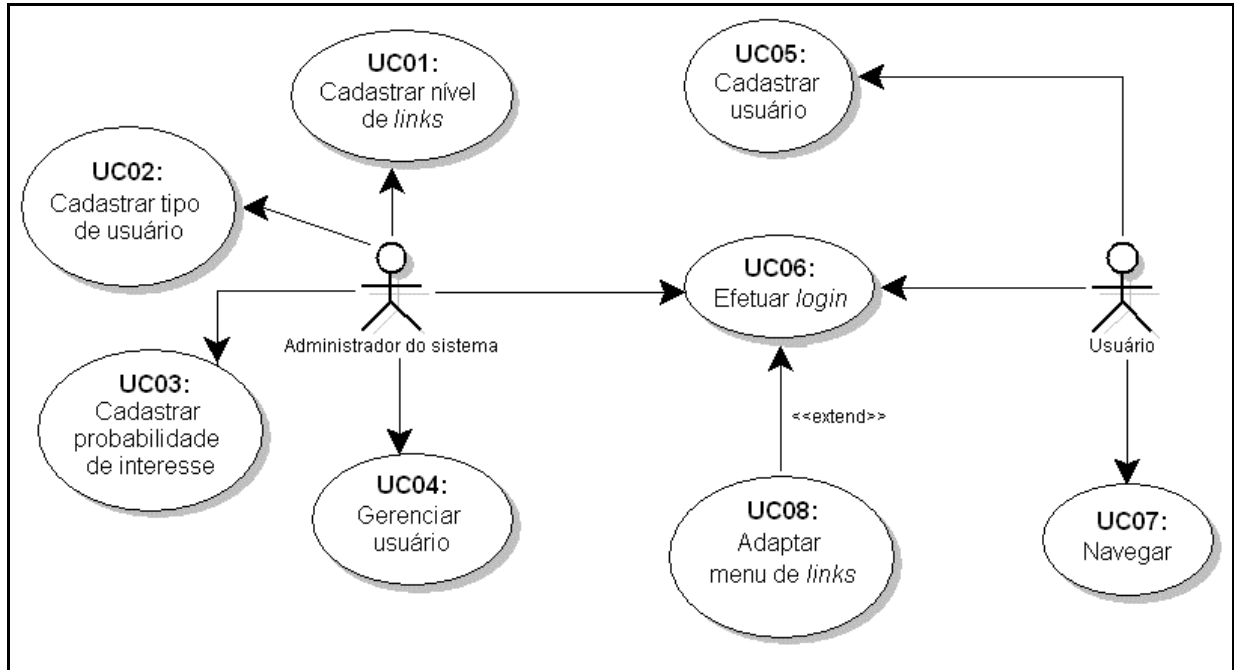 UC01:
Cadastrar nível
de links
UC05:
Cadastrar
usuário
UC02:
Cadastrar tipo
de usuário
UC06:
Efetuar login
Administrador do sistema
Usuário
UC03:
Cadastrar
probabilidade
de interesse
<<extend>>
UC04:
Gerenciar
usuário
UC08:
Adaptar
menu de links
UC07:
Navegar